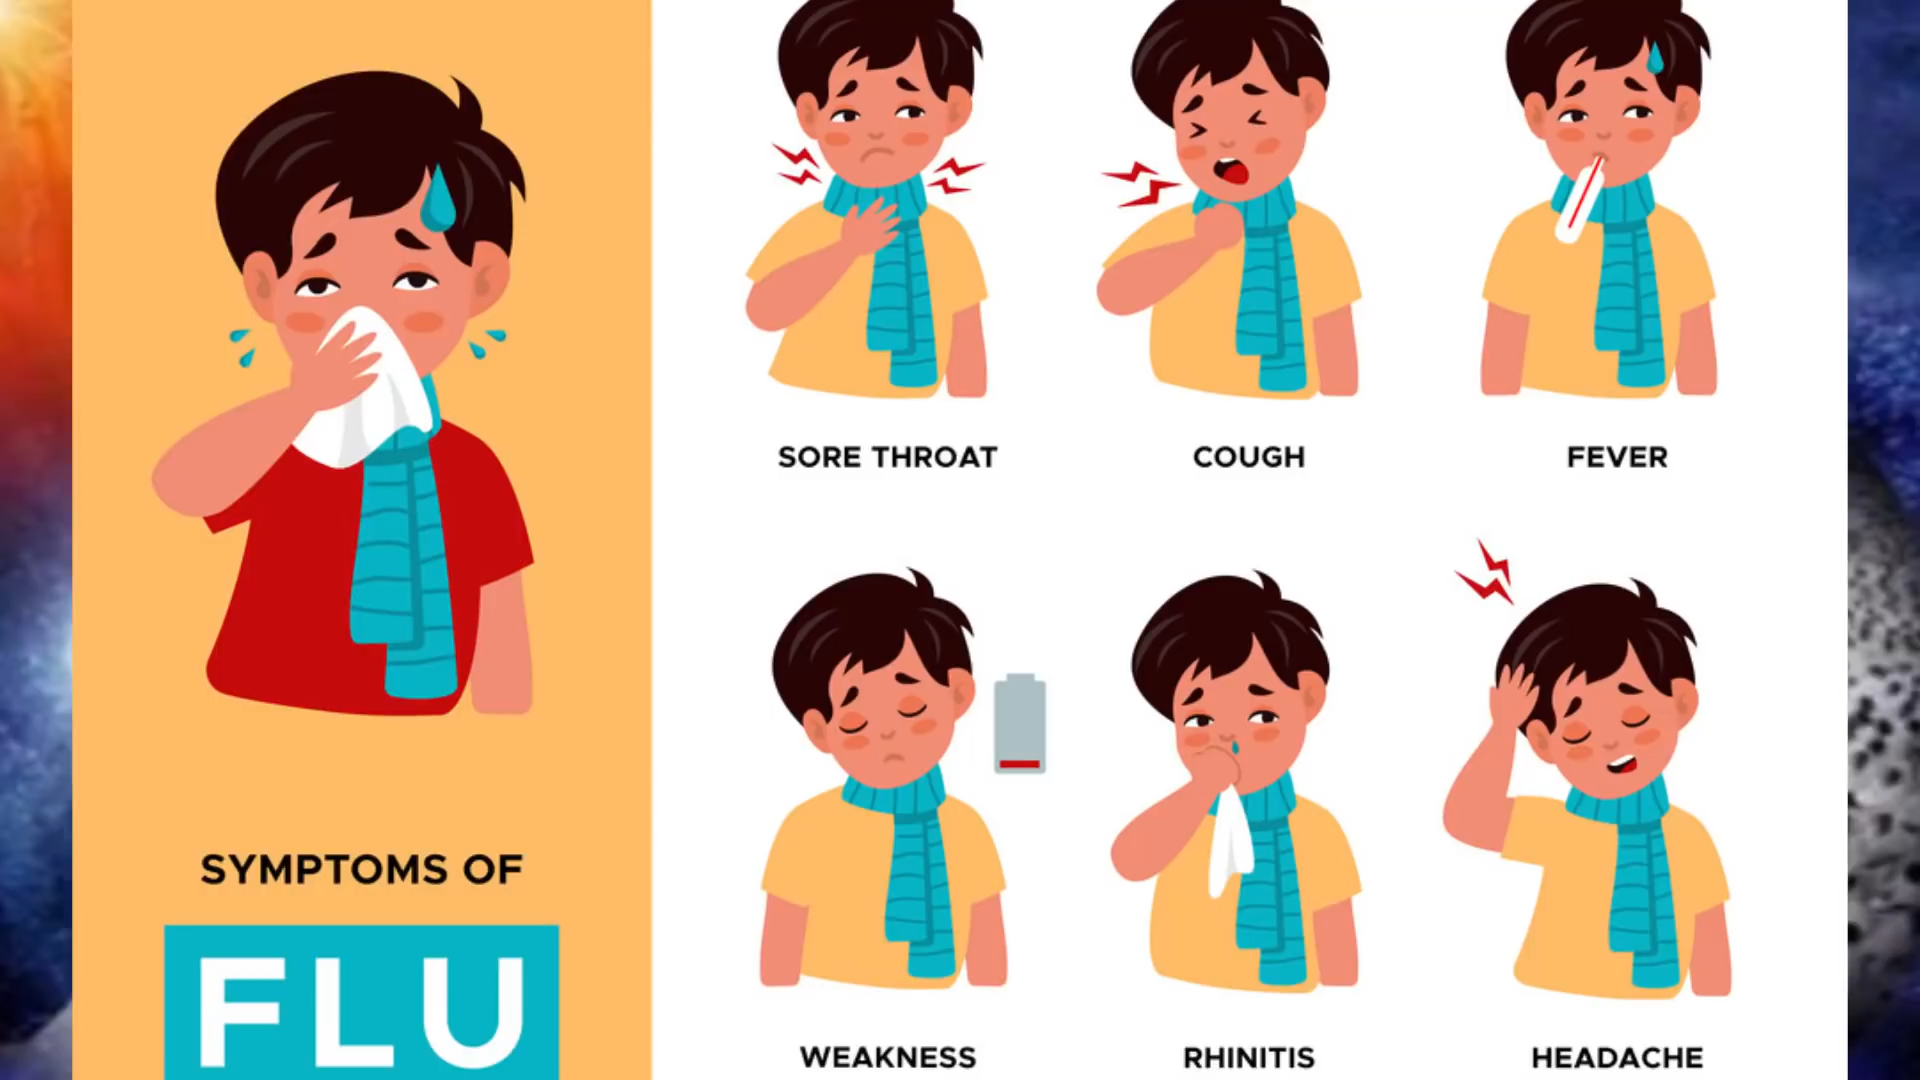 SYMPTOMS OF
FLU
SORE THROAT
COUGH
FEVER
WEAKNESS
RHINITIS
HEADACHE